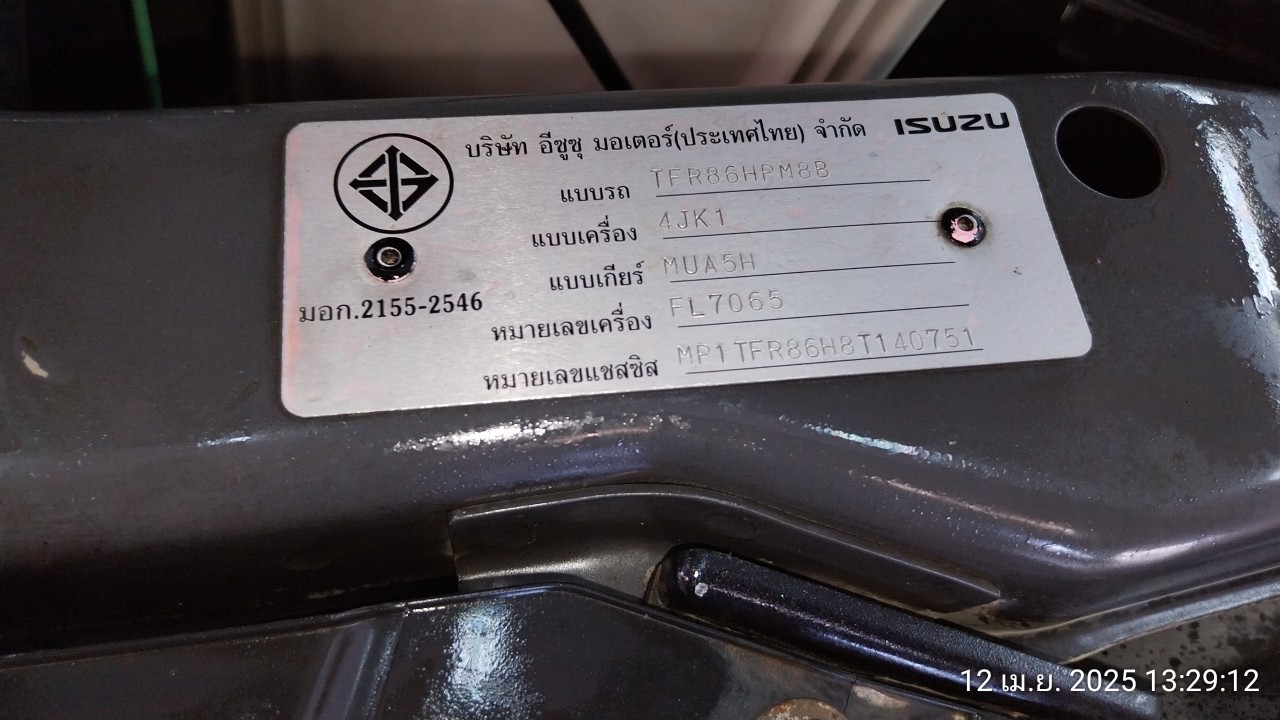 บริษัท อีซูซุ มอเตอร์(ประเทศไทย) จำกัด ISUZU
แบบรถ TFR86HPM8B
แบบเครื่อง 4JK1
แบบเกียร์ MUA5H
มอก.2155-2546
หมายเลขเครื่อง FL7065
หมายเลขแชสซิส MP1TFR86H8T140751
12 เม.ย. 2025 13:29:12